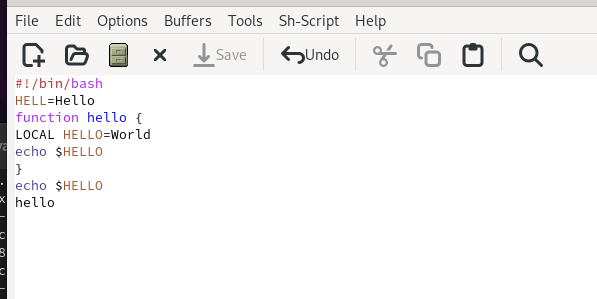 File Edit Options Buffers Tools Sh-Script Help
Save Undo
#!/bin/bash
HELL=Hello
function hello {
LOCAL HELLO=World
echo $HELLO
}
echo $HELLO
hello